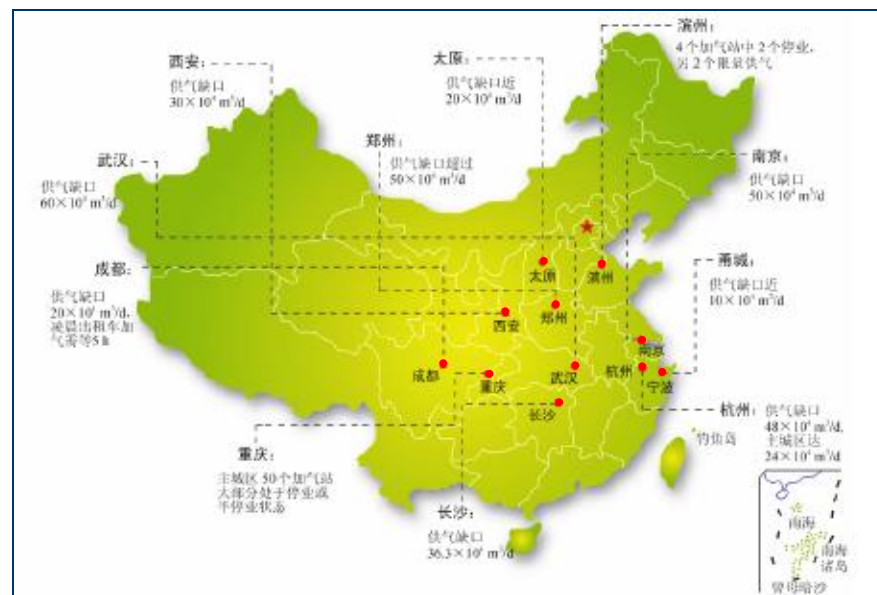 滨州：
4个加气站中2个停业,
另2个限量供气
西安：
供气缺口
30×10⁴ m³/d
太原：
供气缺口近
20×10⁴ m³/d
郑州：
供气缺口超过
50×10⁴ m³/d
武汉：
供气缺口
60×10⁴ m³/d
南京：
供气缺口
50×10⁴ m³/d
成都：
供气缺口
20×10⁴ m³/d,
凌晨出租车加
气需等5 h
甬城：
供气缺口近
10×10⁴ m³/d
太原
滨州
西安
郑州
南京
成都
重庆
武汉
杭州
宁波
长沙
杭州：
供气缺口
48×10⁴ m³/d,
主城区达
24×10⁴ m³/d
钓鱼岛
重庆：
主城区50个加气站
大部分处于停业或
半停业状态
长沙：
供气缺口
36.3×10⁴ m³/d
南海
南海
诸岛
曾母暗沙